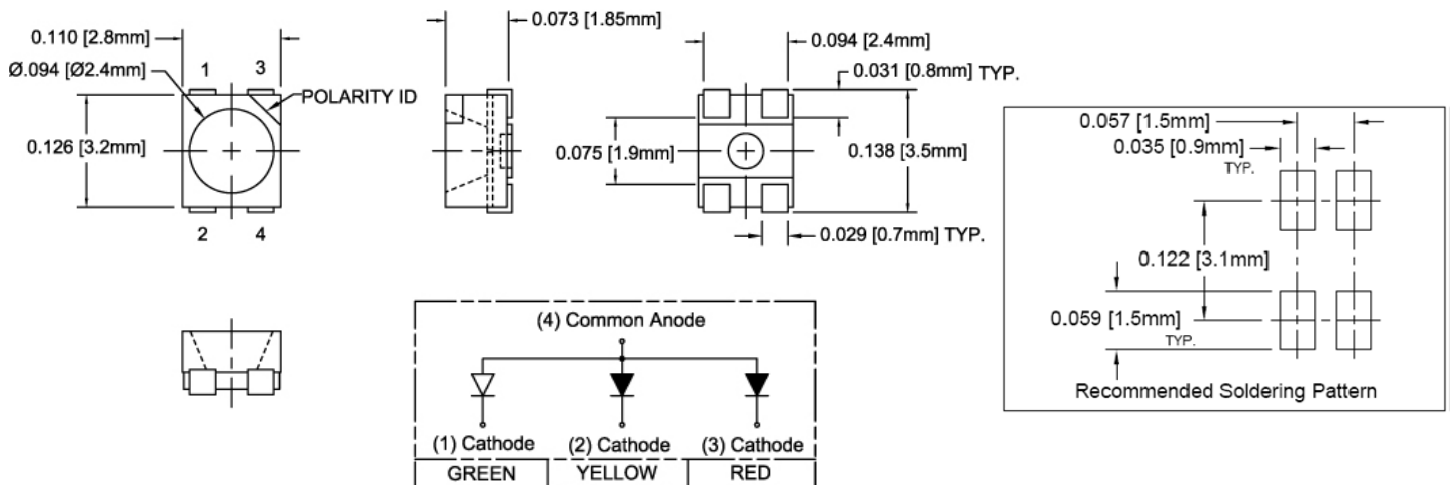 0.110 [2.8mm]
Ø.094 [Ø2.4mm]
1 3
POLARITY ID
0.126 [3.2mm]
2 4
0.073 [1.85mm]
0.094 [2.4mm]
0.031 [0.8mm] TYP.
0.075 [1.9mm]
0.138 [3.5mm]
0.029 [0.7mm] TYP.
0.057 [1.5mm]
0.035 [0.9mm]
TYP.
0.122 [3.1mm]
0.059 [1.5mm]
TYP.
Recommended Soldering Pattern
(4) Common Anode
(1) Cathode (2) Cathode (3) Cathode
GREEN YELLOW RED